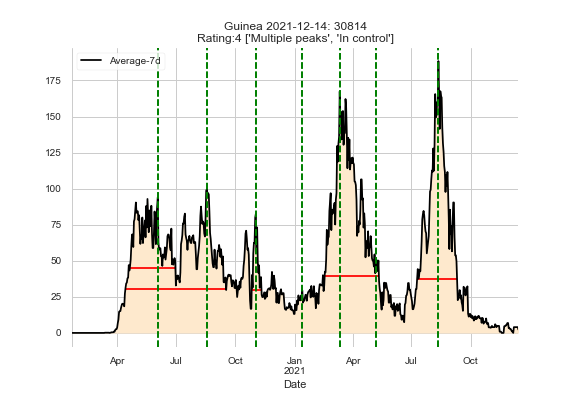 Guinea 2021-12-14: 30814
Rating:4 ['Multiple peaks', 'In control']
Average-7d
175
150
125
100
75
50
25
0
Apr Jul Oct Jan Apr Jul Oct
2021
Date